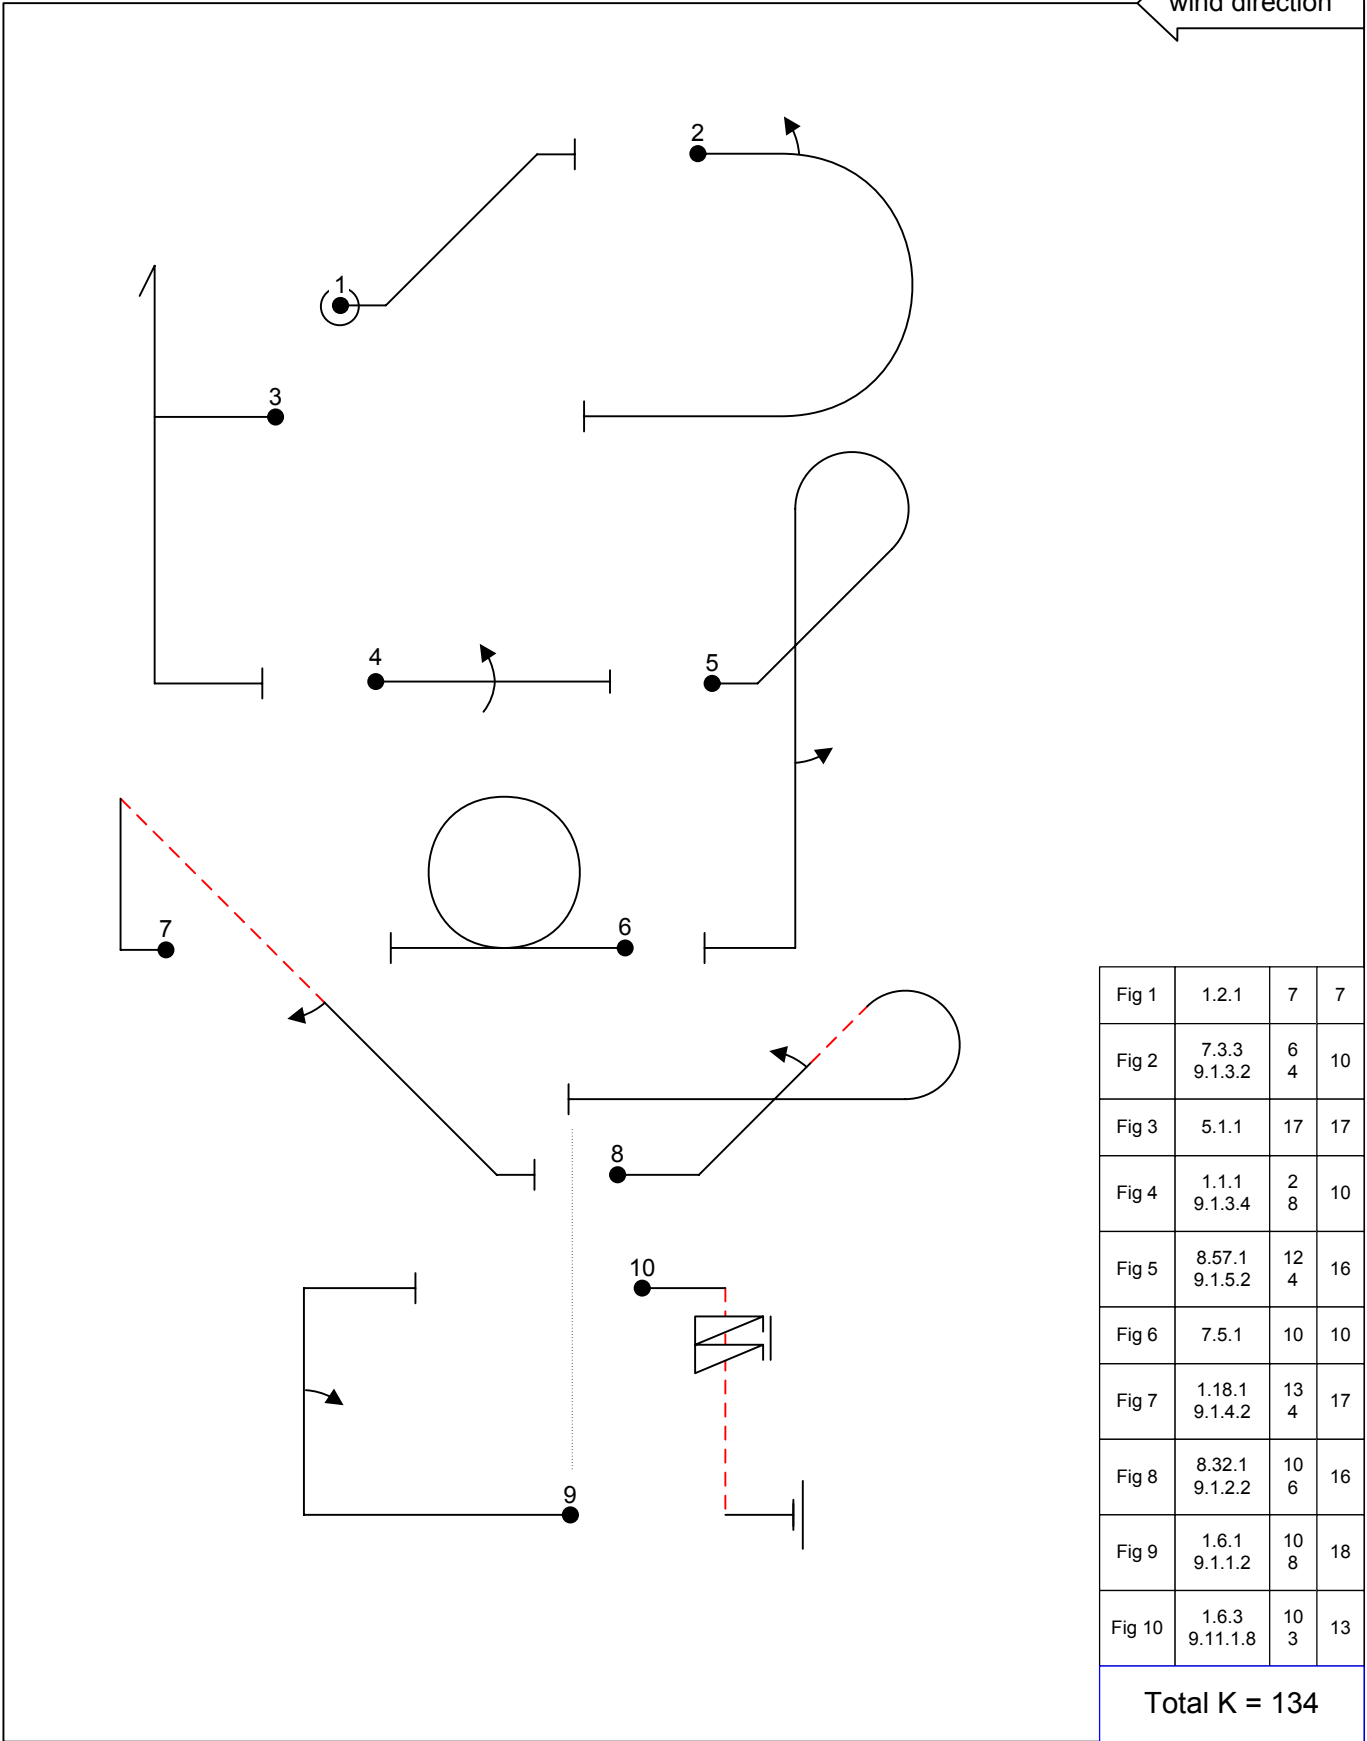 wind direction
2
1
3
4
5
7
6
8
10
9
Fig 1 1.2.1 7 7
Fig 2 7.3.3 6 10
9.1.3.2 4
Fig 3 5.1.1 17 17
Fig 4 1.1.1 2 10
9.1.3.4 8
Fig 5 8.57.1 12 16
9.1.5.2 4
Fig 6 7.5.1 10 10
Fig 7 1.18.1 13 17
9.1.4.2 4
Fig 8 8.32.1 10 16
9.1.2.2 6
Fig 9 1.6.1 10 18
9.1.1.2 8
Fig 10 1.6.3 10 13
9.11.1.8 3
Total K = 134